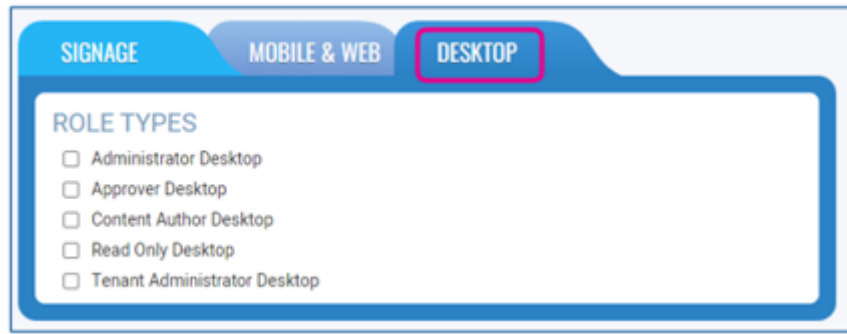 SIGNAGE MOBILE & WEB DESKTOP
ROLE TYPES
Administrator Desktop
Approver Desktop
Content Author Desktop
Read Only Desktop
Tenant Administrator Desktop